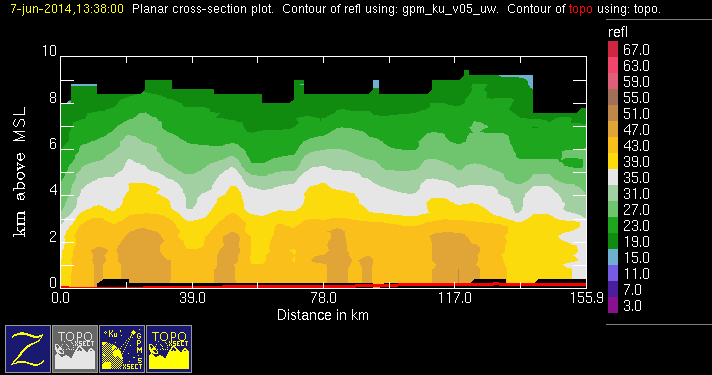 7-jun-2014,13:38:00 Planar cross-section plot. Contour of refl using: gpm_ku_v05_uw. Contour of topo using: topo.
refl
67.0
63.0
59.0
55.0
51.0
47.0
43.0
39.0
35.0
31.0
27.0
23.0
19.0
15.0
11.0
7.0
3.0
km above MSL
10
8
6
4
2
0
0.0 39.0 78.0 117.0 155.9
Distance in km
Z
TOPO
XSECT
"Ku"
GPM
XSECT
TOPO
XSECT